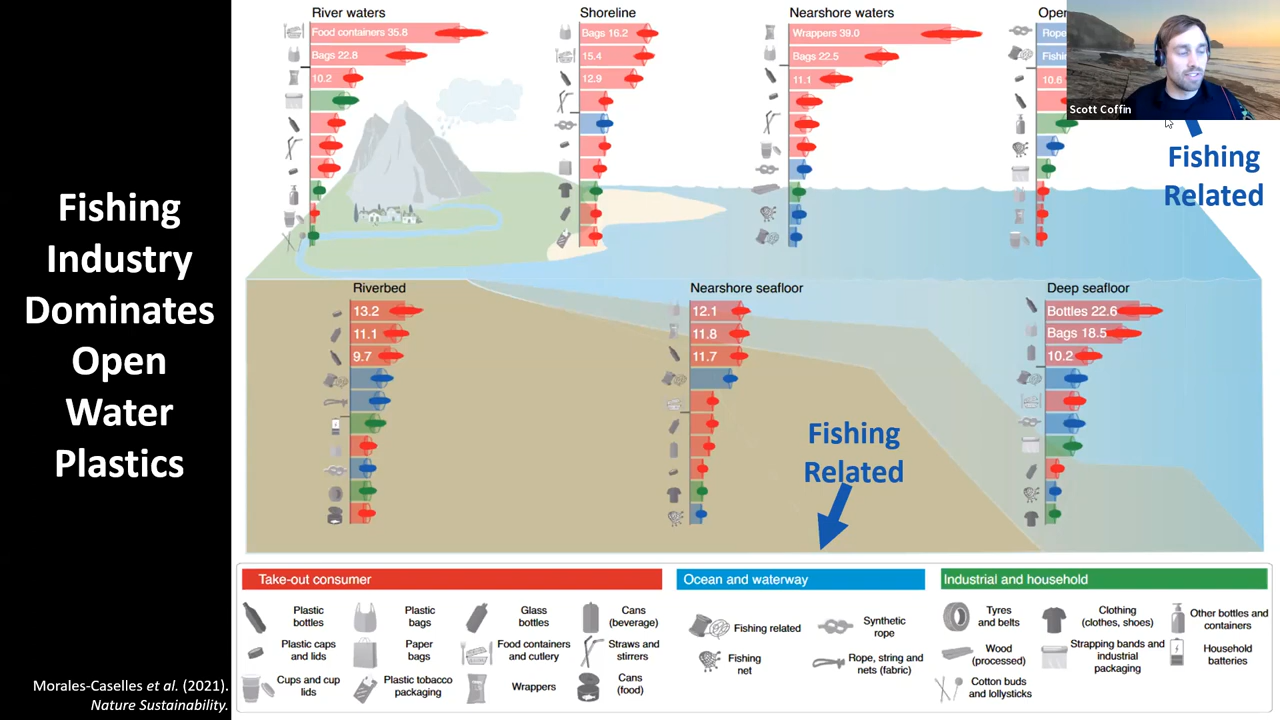 Fishing
Industry
Dominates
Open
Water
Plastics
Morales-Caselles et al. (2021).
Nature Sustainability.
River waters
Food containers 35.8
Bags 22.8
10.2
Shoreline
Bags 16.2
15.4
12.9
Nearshore waters
Wrappers 39.0
Bags 22.5
11.1
Rope
10.6
Scott Coffin
Fishing
Related
Riverbed
13.2
11.1
9.7
Nearshore seafloor
12.1
11.8
11.7
Deep seafloor
Bottles 22.6
Bags 18.5
10.2
Fishing
Related
Take-out consumer
Plastic
bottles
Plastic
bags
Glass
bottles
Cans
(beverage)
Plastic caps
and lids
Paper
bags
Food containers
and cutlery
Straws and
stirrers
Cups and cup
lids
Plastic tobacco
packaging
Wrappers
Cans
(food)
Ocean and waterway
Fishing related
Synthetic
rope
Fishing
net
Rope, string and
nets (fabric)
Industrial and household
Tyres
and belts
Clothing
(clothes, shoes)
Other bottles and
containers
Wood
(processed)
Strapping bands and
industrial
packaging
Household
batteries
Cotton buds
and lollysticks